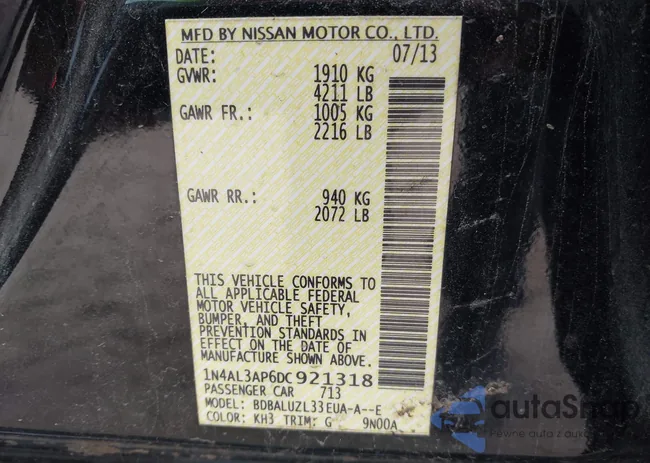 MFD BY NISSAN MOTOR CO., LTD.
DATE: 07/13
GVWR: 1910 KG
4211 LB
GAWR FR.: 1005 KG
2216 LB
GAWR RR.: 940 KG
2072 LB
THIS VEHICLE CONFORMS TO
ALL APPLICABLE FEDERAL
MOTOR VEHICLE SAFETY,
BUMPER, AND THEFT
PREVENTION STANDARDS IN
EFFECT ON THE DATE OF
MANUFACTURE SHOWN ABOVE.
1N4AL3AP6DC921318
PASSENGER CAR 713
MODEL: BDBALUZL33EUA-A--E
COLOR: KH3 TRIM: G 9N00A
autaShop
Pewne auta z